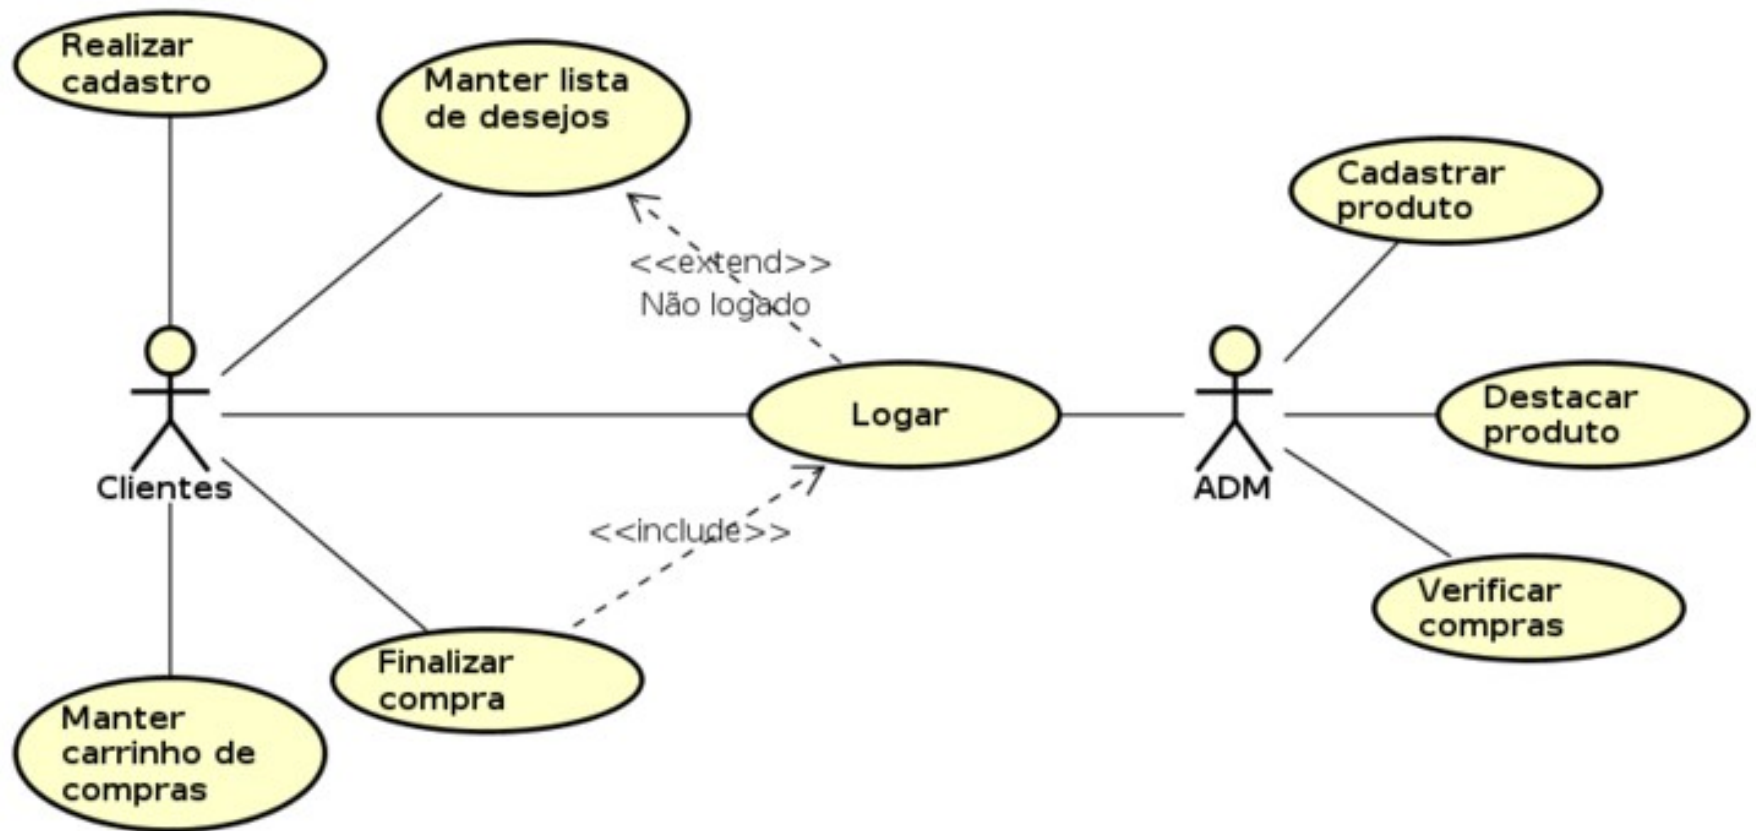 Realizar
cadastro
Manter lista
de desejos
Cadastrar
produto
<<extend>>
Não logado
Logar
Destacar
produto
Clientes
ADM
<<include>>
Verificar
compras
Finalizar
compra
Manter
carrinho de
compras